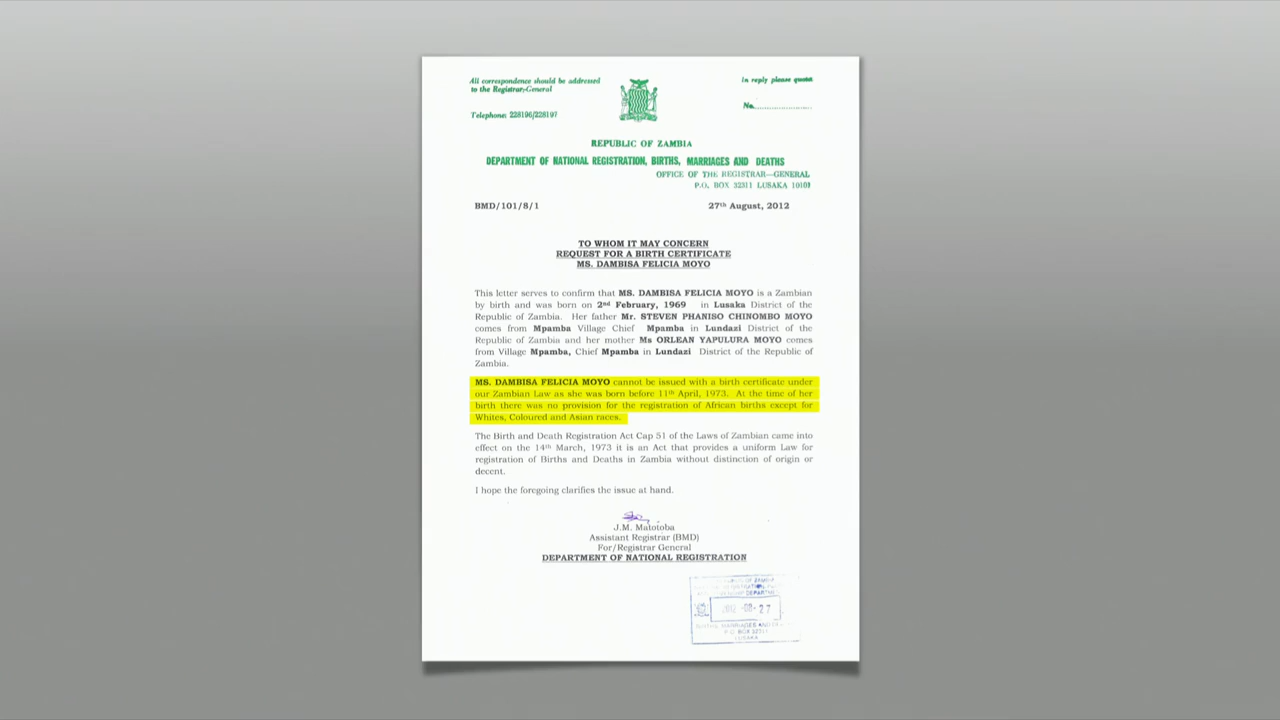 All correspondence should be addressed
to the Registrar-General
In reply please quote
No.
Telephone: 228196/228197
REPUBLIC OF ZAMBIA
DEPARTMENT OF NATIONAL REGISTRATION, BIRTHS, MARRIAGES AND DEATHS
OFFICE OF THE REGISTRAR—GENERAL
P.O. BOX 32311 LUSAKA 10101
BMD/101/8/1
27th August, 2012
TO WHOM IT MAY CONCERN
REQUEST FOR A BIRTH CERTIFICATE
MS. DAMBISA FELICIA MOYO
This letter serves to confirm that MS. DAMBISA FELICIA MOYO is a Zambian
by birth and was born on 2nd February, 1969 in Lusaka District of the
Republic of Zambia. Her father Mr. STEVEN PHANISO CHINOMBO MOYO
comes from Mpamba Village Chief Mpamba in Lundazi District of the
Republic of Zambia and her mother Ms ORLEAN YAPULURA MOYO comes
from Village Mpamba, Chief Mpamba in Lundazi District of the Republic of
Zambia.
MS. DAMBISA FELICIA MOYO cannot be issued with a birth certificate under
our Zambian Law as she was born before 11th April, 1973. At the time of her
birth there was no provision for the registration of African births except for
Whites, Coloured and Asian races.
The Birth and Death Registration Act Cap 51 of the Laws of Zambian came into
effect on the 14th March, 1973 it is an Act that provides a uniform Law for
registration of Births and Deaths in Zambia without distinction of origin or
decent.
I hope the foregoing clarifies the issue at hand.
J.M. Matotoba
Assistant Registrar (BMD)
For/Registrar General
DEPARTMENT OF NATIONAL REGISTRATION
2012 -08- 27
P.O. BOX 32311
LUSAKA